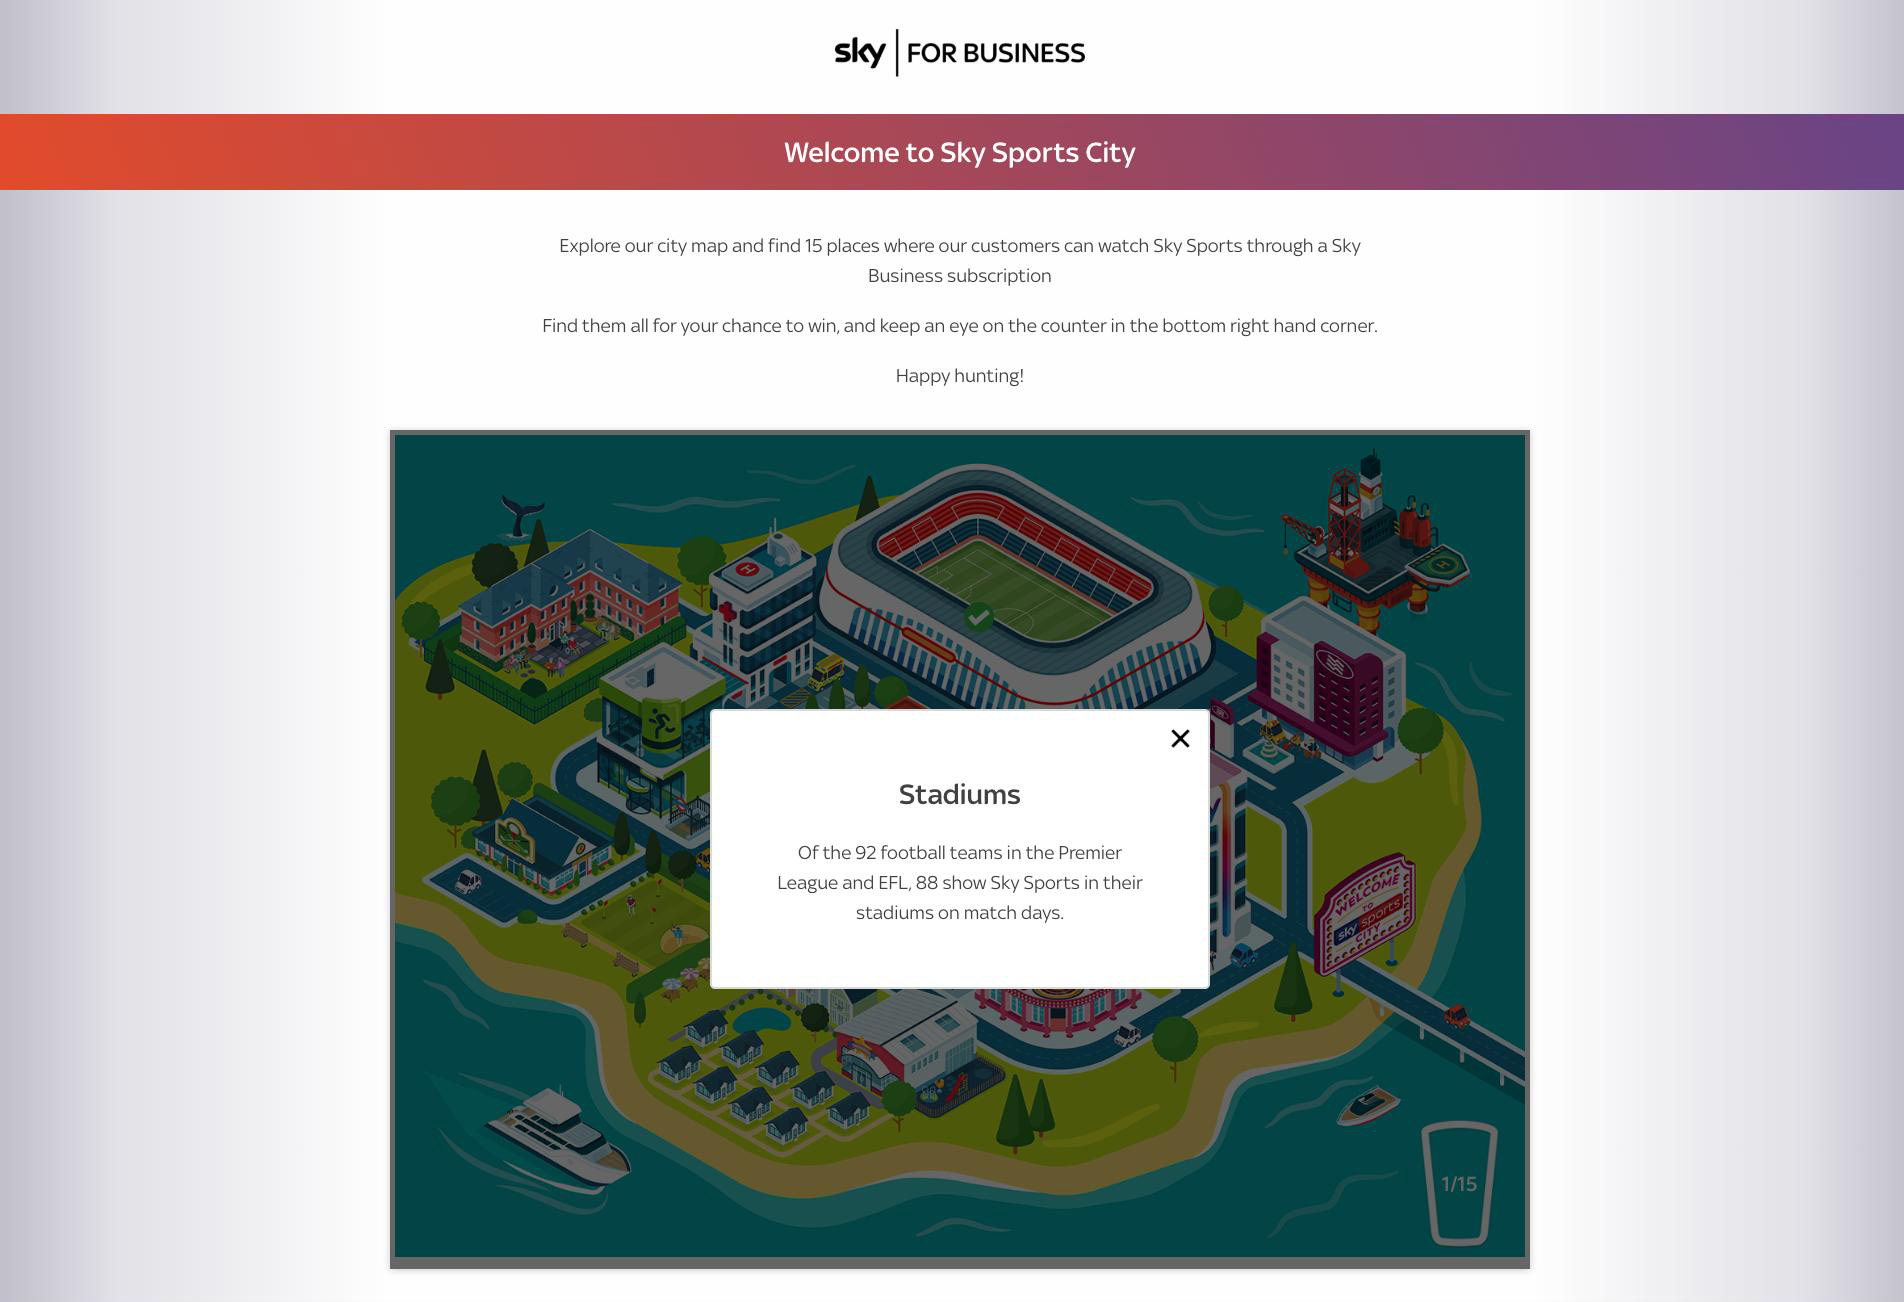 sky FOR BUSINESS
Welcome to Sky Sports City
Explore our city map and find 15 places where our customers can watch Sky Sports through a Sky
Business subscription
Find them all for your chance to win, and keep an eye on the counter in the bottom right hand corner.
Happy hunting!
H
H
Stadiums
Of the 92 football teams in the Premier
League and EFL, 88 show Sky Sports in their
stadiums on match days.
WELCOME
TO
sky sports
CITY
1/15